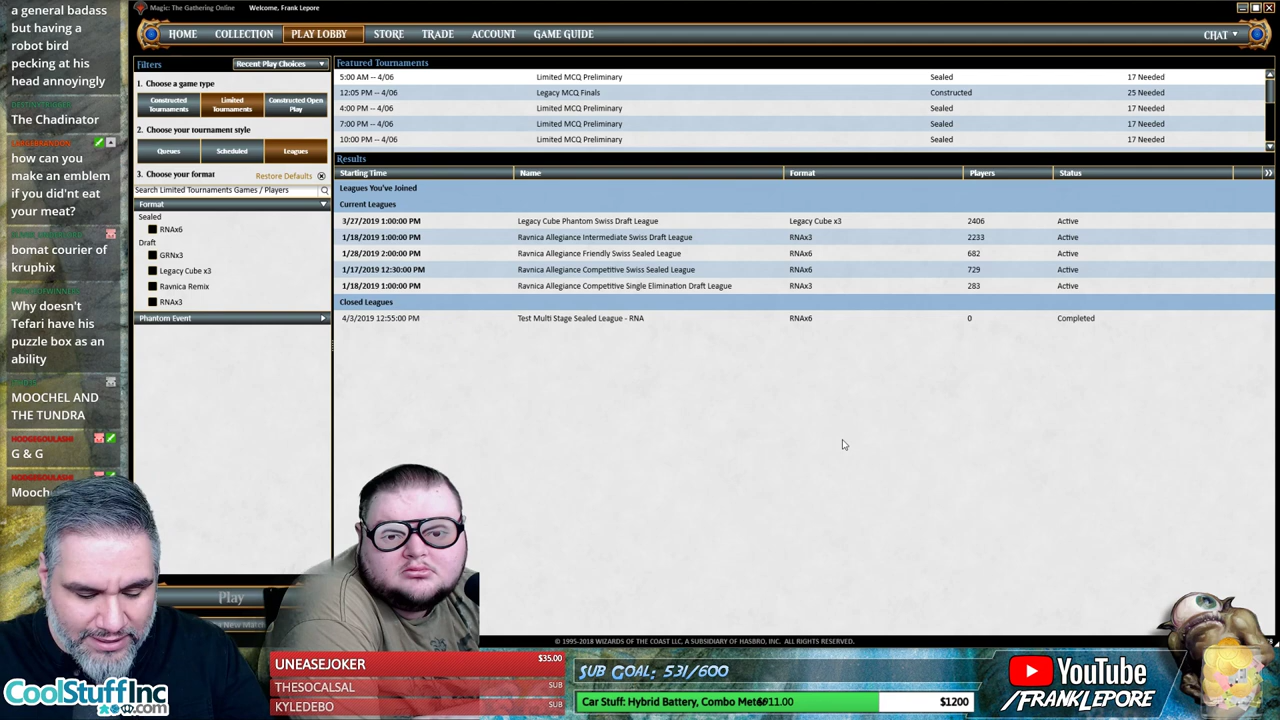 a general badass
but having a
robot bird
pecking at his
head annoyingly
The Chadinator
how can you
make an emblem
if you did'nt eat
your meat?
bomat courier of
kruphix
Why doesn't
Tefari have his
puzzle box as an
ability
MOOCHEL AND
THE TUNDRA
HODGEGOULASH!
G & G
HODGEGOULASH!
Mooch
Magic: The Gathering Online Welcome, Frank Lepore
HOME COLLECTION PLAY LOBBY STORE TRADE ACCOUNT GAME GUIDE CHAT
Filters Recent Play Choices
1. Choose a game type
Constructed Tournaments Limited Tournaments Constructed Open Play
2. Choose your tournament style
Queues Scheduled Leagues
3. Choose your format Restore Defaults
Search Limited Tournaments Games / Players
Format
Sealed
RNAx6
Draft
GRNx3
Legacy Cube x3
Ravnica Remix
RNAx3
Phantom Event
Play
Featured Tournaments
5:00 AM -- 4/06 Limited MCQ Preliminary Sealed 17 Needed
12:05 PM -- 4/06 Legacy MCQ Finals Constructed 25 Needed
4:00 PM -- 4/06 Limited MCQ Preliminary Sealed 17 Needed
7:00 PM -- 4/06 Limited MCQ Preliminary Sealed 17 Needed
10:00 PM -- 4/06 Limited MCQ Preliminary Sealed 17 Needed
Results
Starting Time Name Format Players Status
Leagues You've Joined
Current Leagues
3/27/2019 1:00:00 PM Legacy Cube Phantom Swiss Draft League Legacy Cube x3 2406 Active
1/18/2019 1:00:00 PM Ravnica Allegiance Intermediate Swiss Draft League RNAx3 2233 Active
1/28/2019 2:00:00 PM Ravnica Allegiance Friendly Swiss Sealed League RNAx6 682 Active
1/17/2019 12:30:00 PM Ravnica Allegiance Competitive Swiss Sealed League RNAx6 729 Active
1/18/2019 1:00:00 PM Ravnica Allegiance Competitive Single Elimination Draft League RNAx3 283 Active
Closed Leagues
4/3/2019 12:55:00 PM Test Multi Stage Sealed League - RNA RNAx6 0 Completed
© 1995-2018 WIZARDS OF THE COAST LLC, A SUBSIDIARY OF HASBRO, INC. ALL RIGHTS RESERVED.
CoolStuffInc
.com
UNEASEJOKER $35.00
THESOCALSAL SUB
KYLEDEBO SUB
SUB GOAL: 531/600
Car Stuff: Hybrid Battery, Combo Mete $1200
YouTube
/FRANKLEPORE